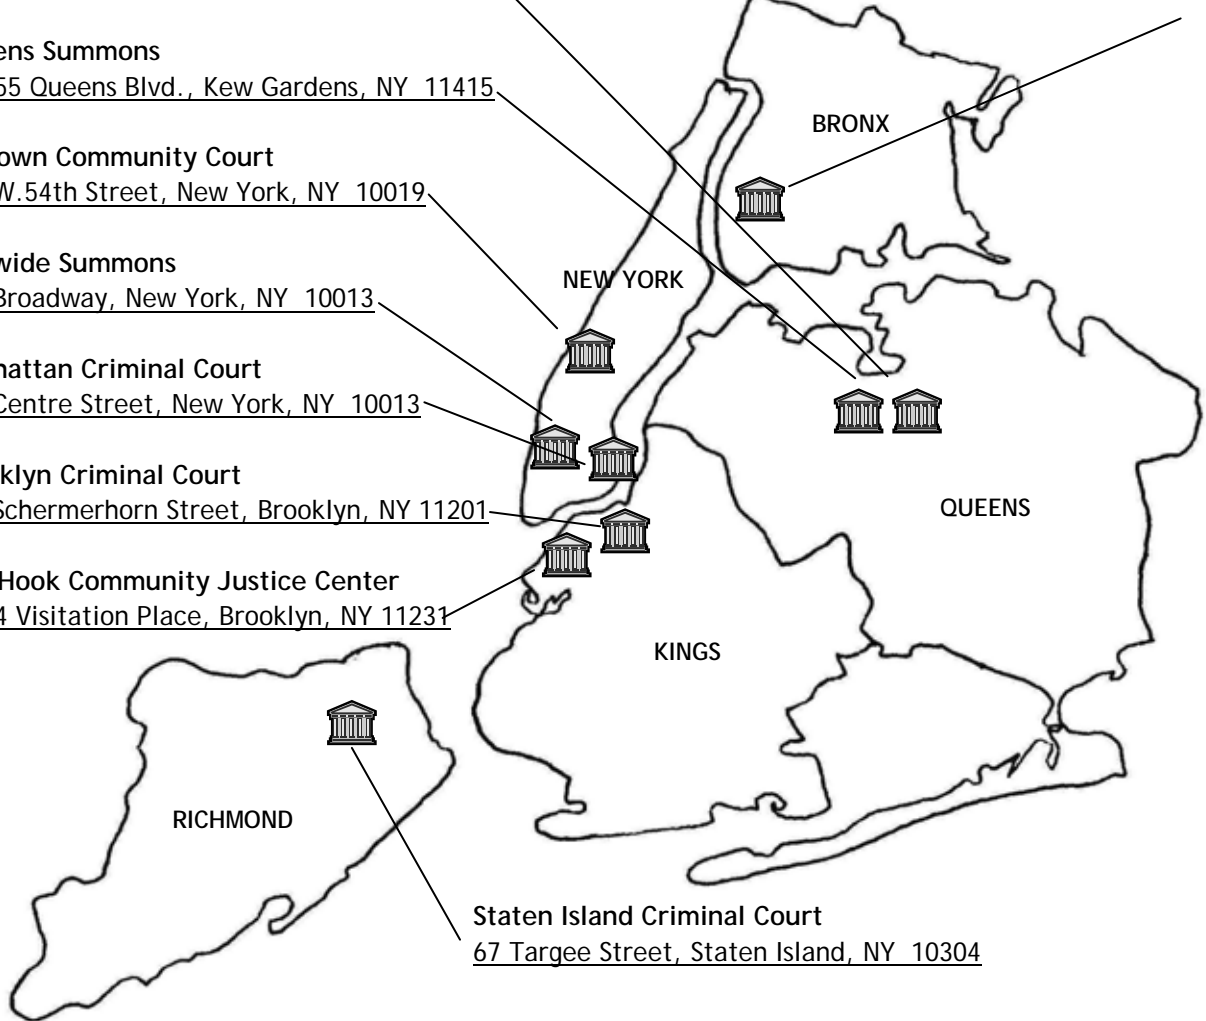 ens Summons
55 Queens Blvd., Kew Gardens, NY 11415
BRONX
own Community Court
W.54th Street, New York, NY 10019
wide Summons
Broadway, New York, NY 10013
NEW YORK
hattan Criminal Court
Centre Street, New York, NY 10013
klyn Criminal Court
Schermerhorn Street, Brooklyn, NY 11201
QUEENS
Hook Community Justice Center
4 Visitation Place, Brooklyn, NY 11231
KINGS
RICHMOND
Staten Island Criminal Court
67 Targee Street, Staten Island, NY 10304